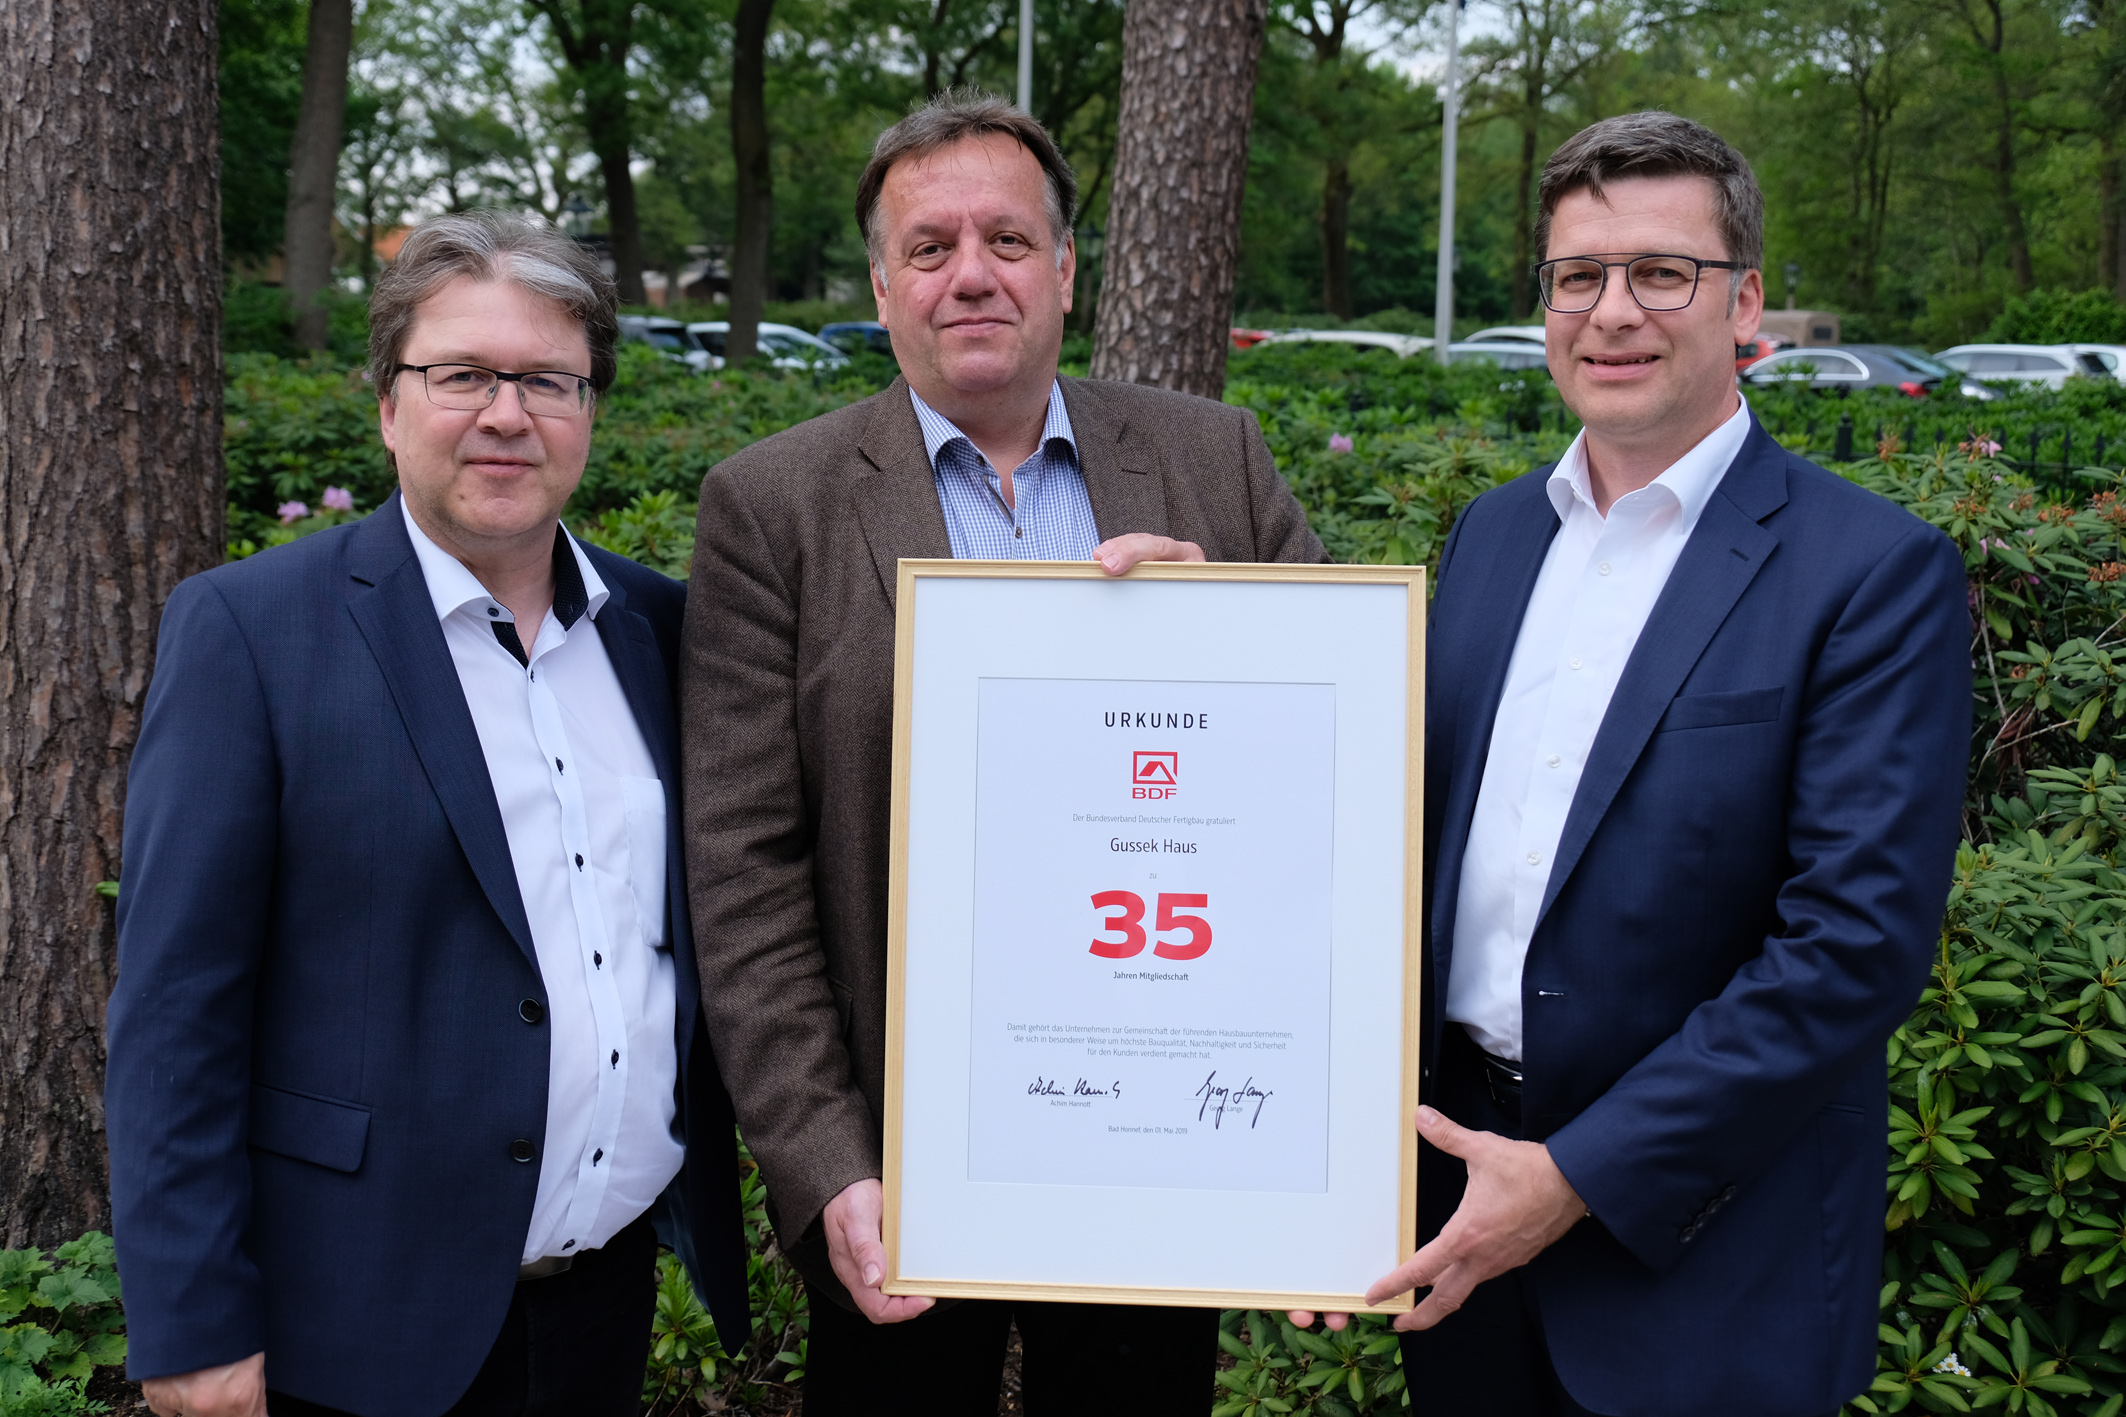 URKUNDE
BDF
Der Bundesverband Deutscher Fertigbau gratuliert
Gussek Haus
zu
35
Jahren Mitgliedschaft
Damit gehört das Unternehmen zur Gemeinschaft der führenden Hausbauunternehmen,
die sich in besonderer Weise um höchste Bauqualität, Nachhaltigkeit und Sicherheit
für den Kunden verdient gemacht hat.
Achim Hannott Georg Lange
Bad Honnef, den 01. Mai 2019